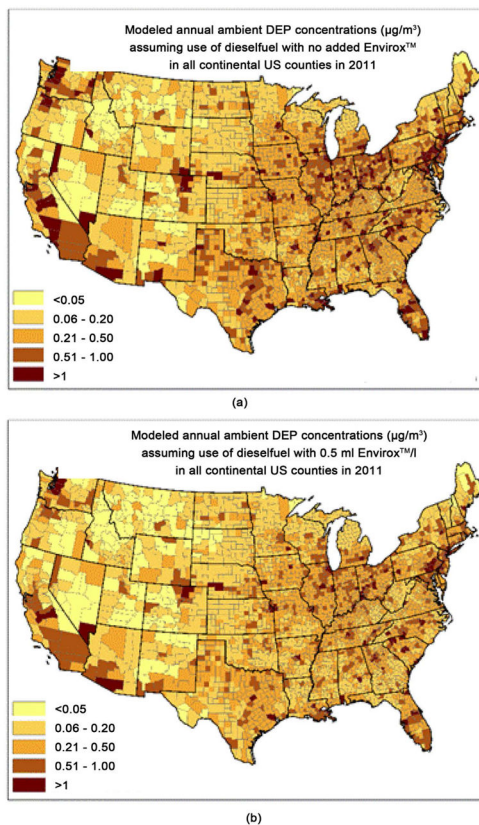 Modeled annual ambient DEP concentrations (µg/m³)
assuming use of dieselfuel with no added Envirox™
in all continental US counties in 2011
<0.05
0.06 - 0.20
0.21 - 0.50
0.51 - 1.00
>1
(a)
Modeled annual ambient DEP concentrations (µg/m³)
assuming use of dieselfuel with 0.5 ml Envirox™/l
in all continental US counties in 2011
<0.05
0.06 - 0.20
0.21 - 0.50
0.51 - 1.00
>1
(b)